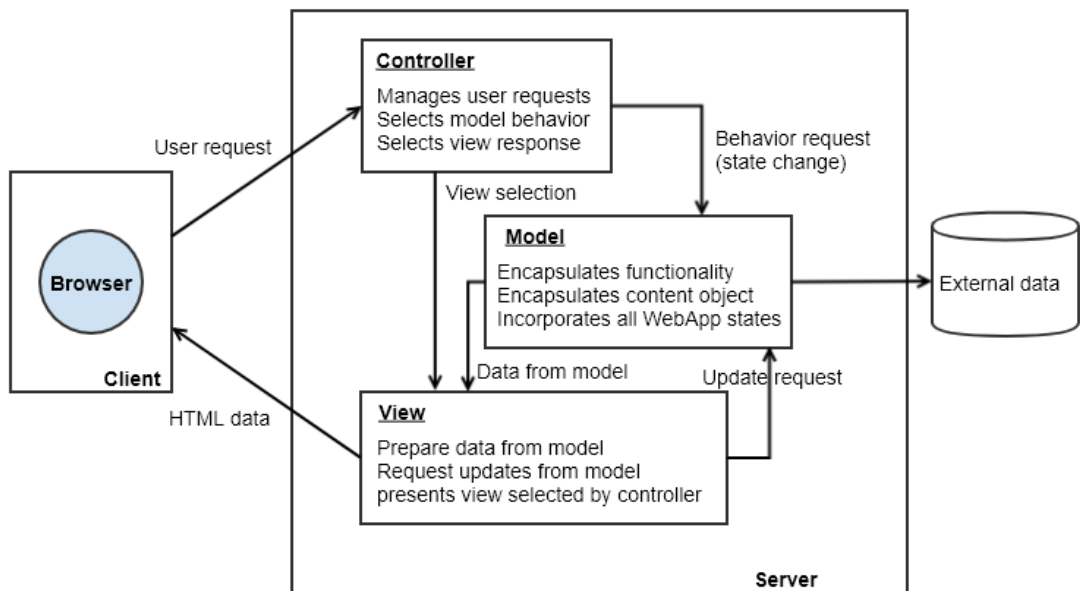 Controller
Manages user requests
Selects model behavior
Selects view response
User request
Behavior request
(state change)
View selection
Browser
Client
Model
Encapsulates functionality
Encapsulates content object
Incorporates all WebApp states
External data
Data from model
Update request
HTML data
View
Prepare data from model
Request updates from model
presents view selected by controller
Server